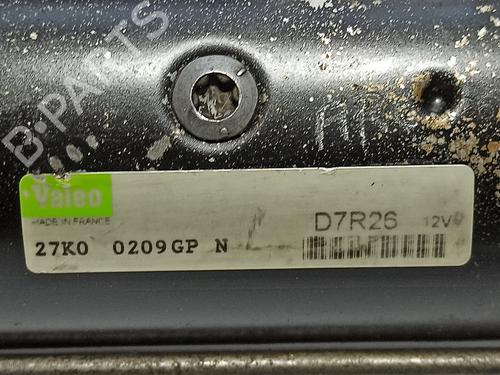 B-PARTS
Valeo
MADE IN FRANCE
D7R26 12V
27K0 0209GP N